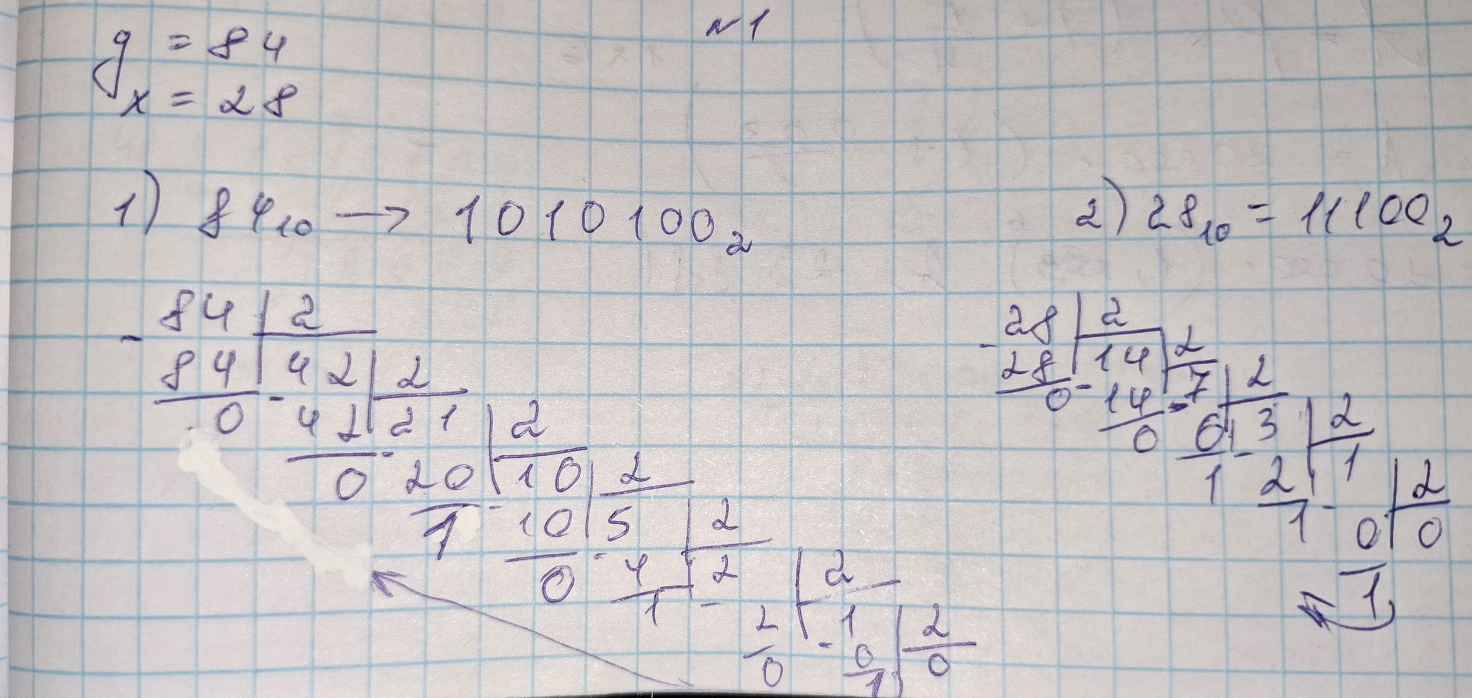 №1
y = 84
x = 28
1) 84₁₀ → 1010100₂
2) 28₁₀ = 11100₂
- 84 | 2
84 | 42 | 2
0 - 42 | 21 | 2
0 - 20 | 10 | 2
1 - 10 | 5 | 2
0 - 4 | 2 | 2
1 - 2 | 1 | 2
0 - 0 | 0
1
- 28 | 2
28 | 14 | 2
0 - 14 | 7 | 2
0 - 6 | 3 | 2
1 - 2 | 1 | 2
1 - 0 | 0
1